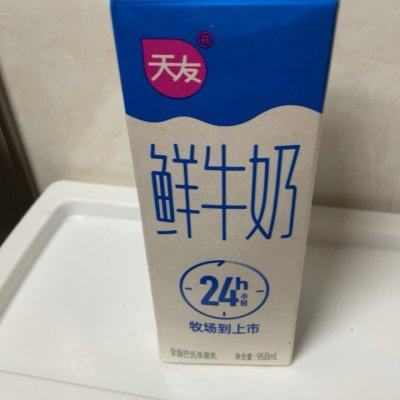 天友®
鲜牛奶
24h
小时
牧场到上市
全脂巴氏杀菌乳 净含量:950mL